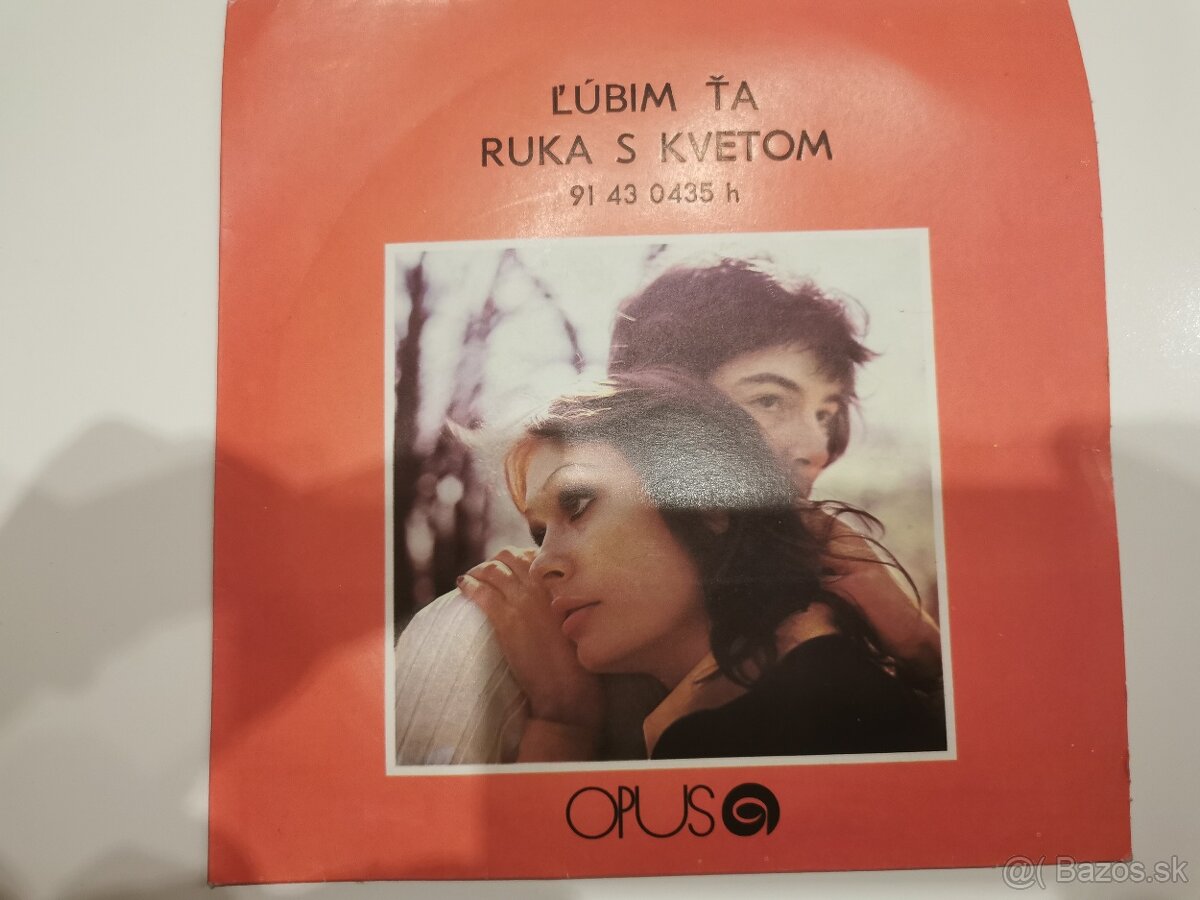 ĽÚBIM ŤA
RUKA S KVETOM
91 43 0435 h
OPUS
@( Bazos.sk